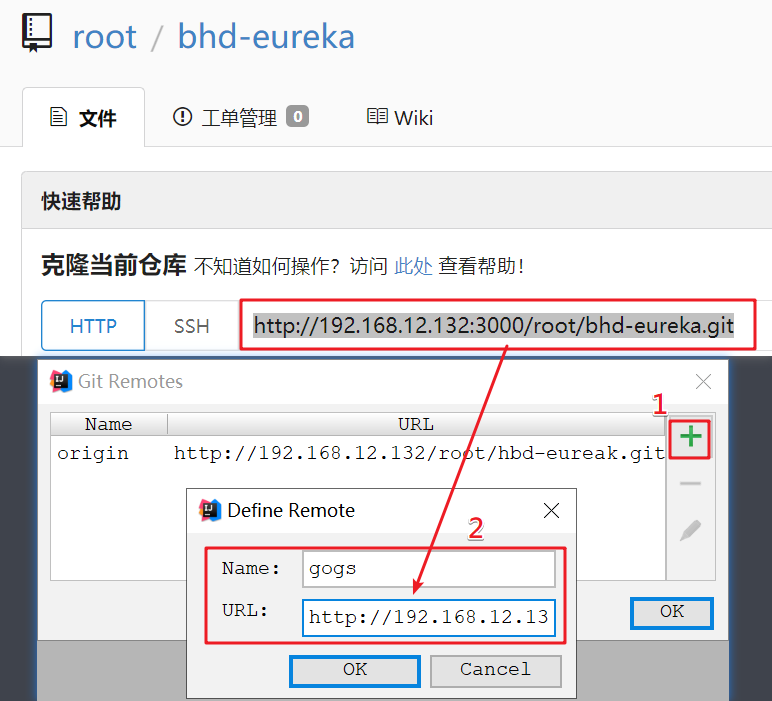 root / bhd-eureka
文件 工单管理 0 Wiki
快速帮助
克隆当前仓库 不知道如何操作？访问 此处 查看帮助！
HTTP SSH http://192.168.12.132:3000/root/bhd-eureka.git
Git Remotes
1
Name URL
origin http://192.168.12.132/root/hbd-eureak.git
Define Remote
2
Name: gogs
URL: http://192.168.12.13
OK
OK Cancel